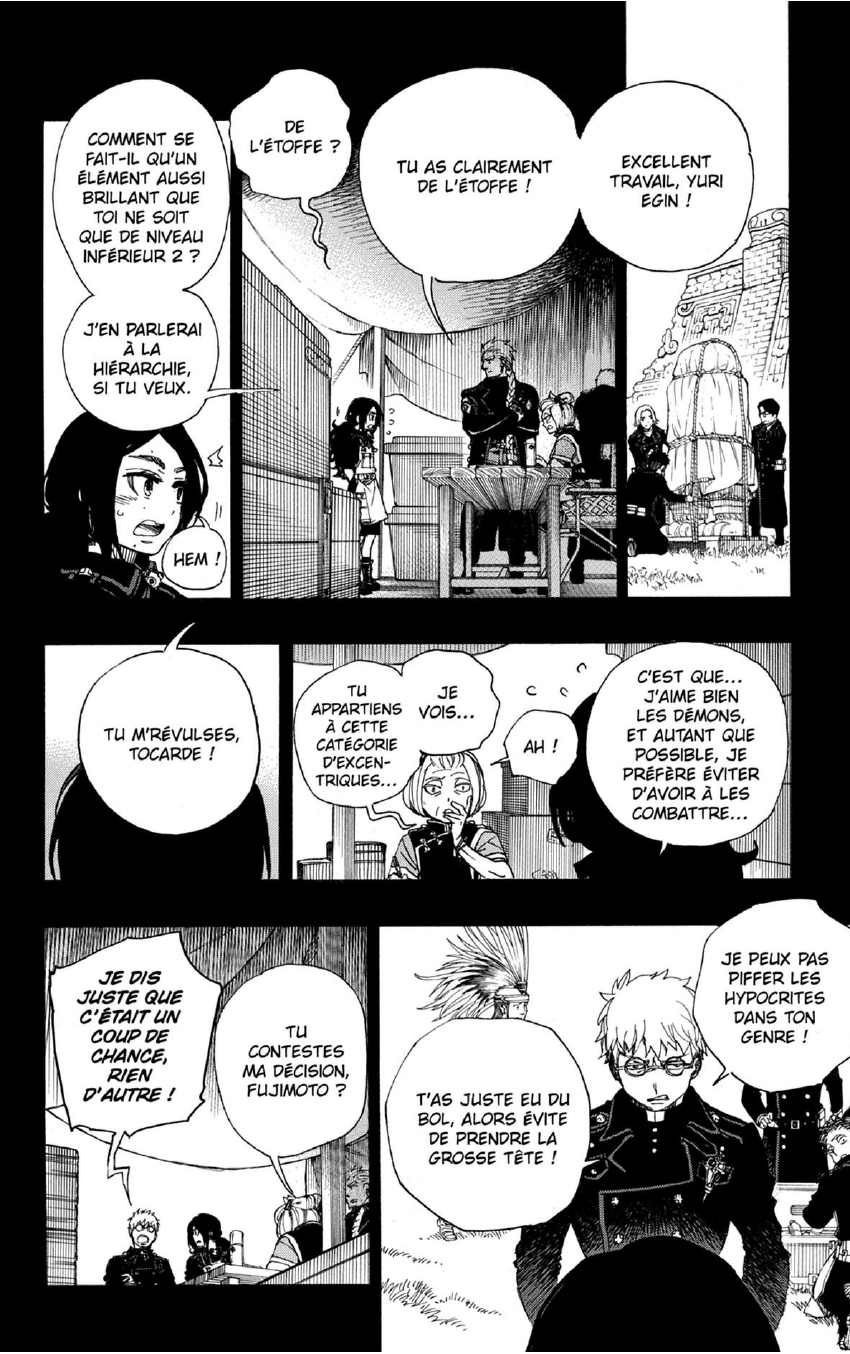 EXCELLENT
TRAVAIL, YURI
EGIN !
TU AS CLAIREMENT
DE L'ÉTOFFE !
DE
L'ÉTOFFE ?
COMMENT SE
FAIT-IL QU'UN
ÉLÉMENT AUSSI
BRILLANT QUE
TOI NE SOIT
QUE DE NIVEAU
INFÉRIEUR 2 ?
J'EN PARLERAI
À LA
HIÉRARCHIE,
SI TU VEUX.
HEM !
C'EST QUE...
J'AIME BIEN
LES DÉMONS,
ET AUTANT QUE
POSSIBLE, JE
PRÉFÈRE ÉVITER
D'AVOIR À LES
COMBATTRE...
AH !
JE
VOIS...
TU
APPARTIENS
À CETTE
CATÉGORIE
D'EXCEN-
TRIQUES...
TU M'RÉVULSES,
TOCARDE !
JE PEUX PAS
PIFFER LES
HYPOCRITES
DANS TON
GENRE !
T'AS JUSTE EU DU
BOL, ALORS ÉVITE
DE PRENDRE LA
GROSSE TÊTE !
TU
CONTESTES
MA DÉCISION,
FUJIMOTO ?
JE DIS
JUSTE QUE
C'ÉTAIT UN
COUP DE
CHANCE,
RIEN
D'AUTRE !